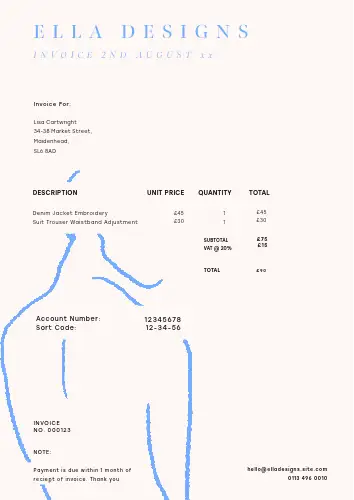 ELLA DESIGNS
INVOICE 2ND AUGUST 22
Invoice For:
Lisa Cartwright
34-38 Market Street,
Maidenhead,
SL6 8AD
DESCRIPTION UNIT PRICE QUANTITY TOTAL
Denim Jacket Embroidery £45 1 £45
Suit Trouser Waistband Adjustment £30 1 £30
SUBTOTAL £75
VAT @ 20% £15
TOTAL £90
Account Number: 12345678
Sort Code: 12-34-56
INVOICE
NO. 000123
NOTE:
Payment is due within 1 month of
reciept of invoice. Thank you
hello@elladesigns.site.com
0113 496 0010